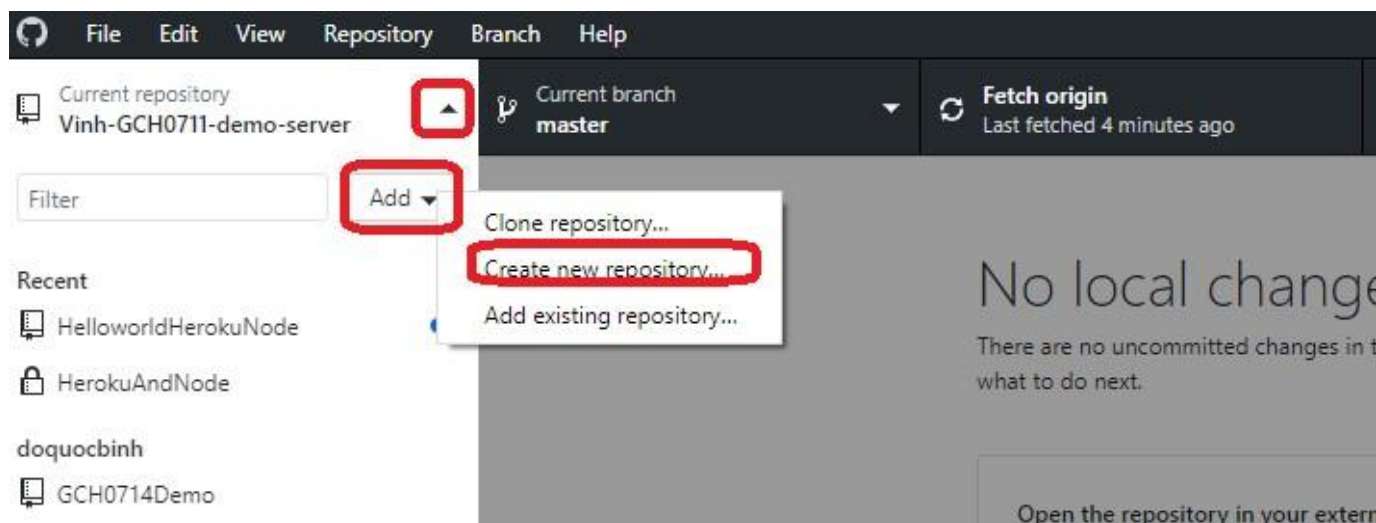 File Edit View Repository Branch Help
Current repository
Vinh-GCH0711-demo-server
Current branch
master
Fetch origin
Last fetched 4 minutes ago
Filter
Add
Clone repository...
Create new repository...
Add existing repository...
Recent
HelloworldHerokuNode
HerokuAndNode
doquocbinh
GCH0714Demo
No local change
There are no uncommitted changes in t
what to do next.
Open the repository in your extern